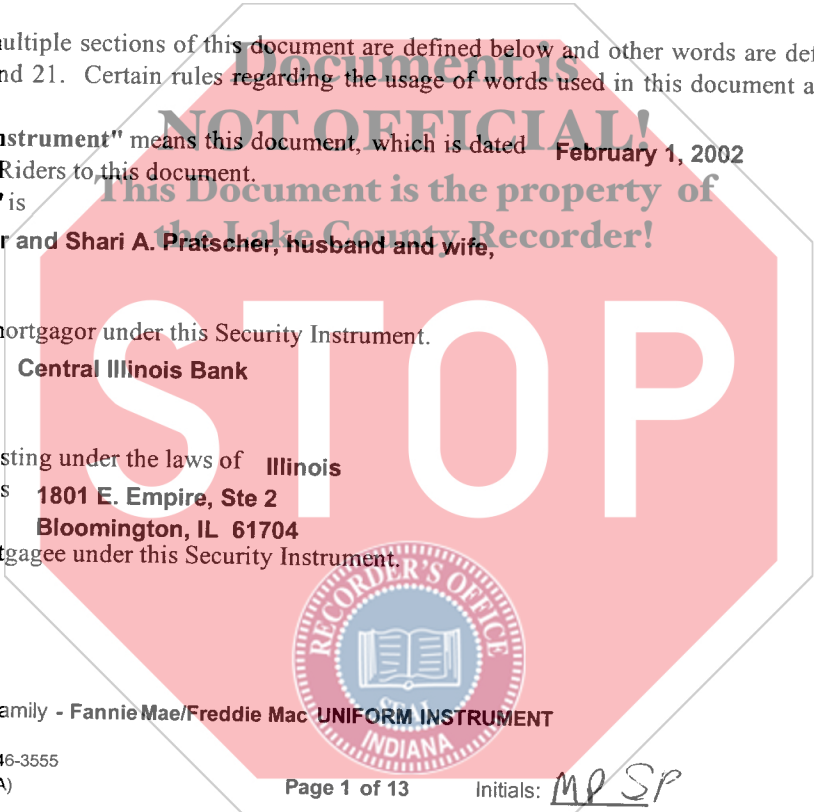 ultiple sections of this document are defined below and other words are def
nd 21. Certain rules regarding the usage of words used in this document a
Document is
NOT OFFICIAL!
This Document is the property of
the Lake County Recorder!
nstrument" means this document, which is dated February 1, 2002
Riders to this document.
" is
r and Shari A. Pratscher, husband and wife,
STOP
ortgagor under this Security Instrument.
Central Illinois Bank
sting under the laws of Illinois
s 1801 E. Empire, Ste 2
Bloomington, IL 61704
tgagee under this Security Instrument.
RECORDER'S OFFICE
SEAL
INDIANA
amily - Fannie Mae/Freddie Mac UNIFORM INSTRUMENT
46-3555
A)
Page 1 of 13 Initials: MP SP